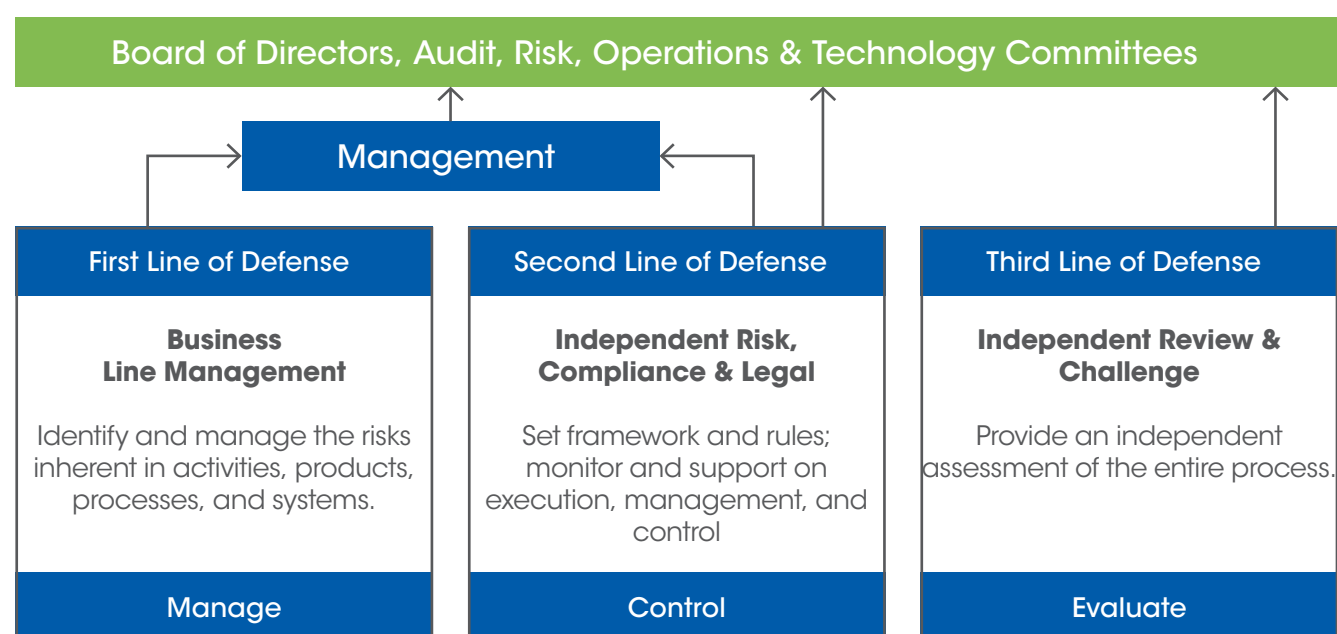 Board of Directors, Audit, Risk, Operations & Technology Committees
Management
First Line of Defense
Business
Line Management
Identify and manage the risks
inherent in activities, products,
processes, and systems.
Manage
Second Line of Defense
Independent Risk,
Compliance & Legal
Set framework and rules;
monitor and support on
execution, management, and
control
Control
Third Line of Defense
Independent Review &
Challenge
Provide an independent
assessment of the entire process.
Evaluate